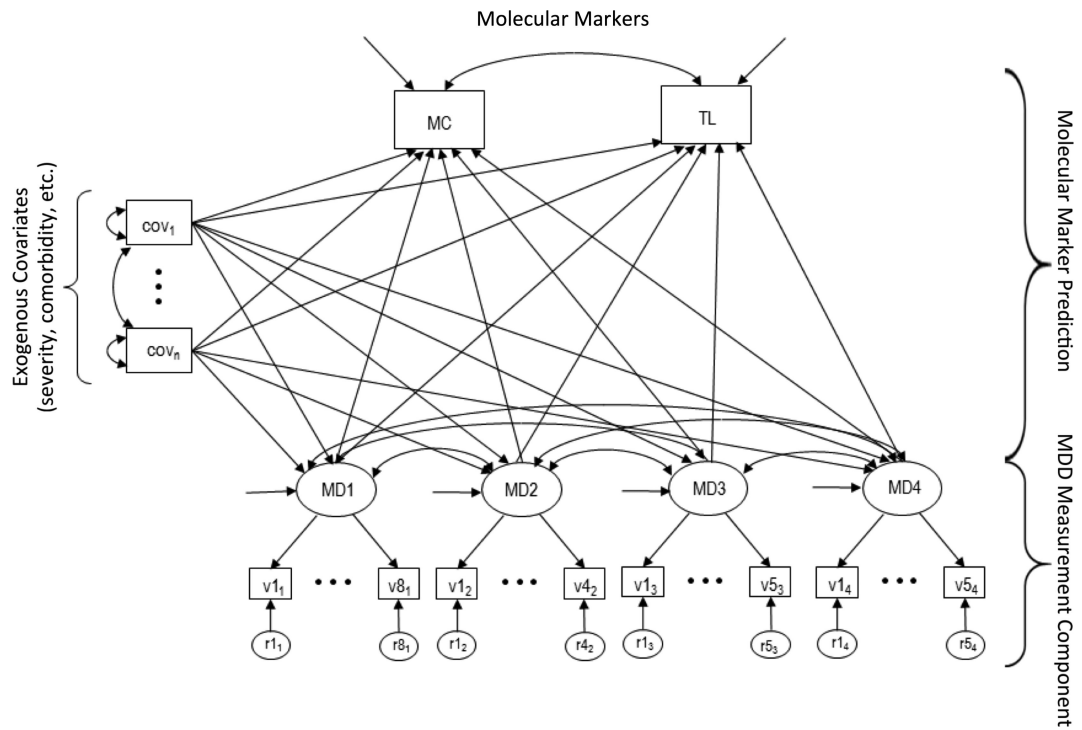 Molecular Markers
MC
TL
Exogenous Covariates
(severity, comorbidity, etc.)
cov₁
covₙ
Molecular Marker Prediction
MD1
MD2
MD3
MD4
MDD Measurement Component
v1₁
v8₁
v1₂
v4₂
v1₃
v5₃
v1₄
v5₄
r1₁
r8₁
r1₂
r4₂
r1₃
r5₃
r1₄
r5₄